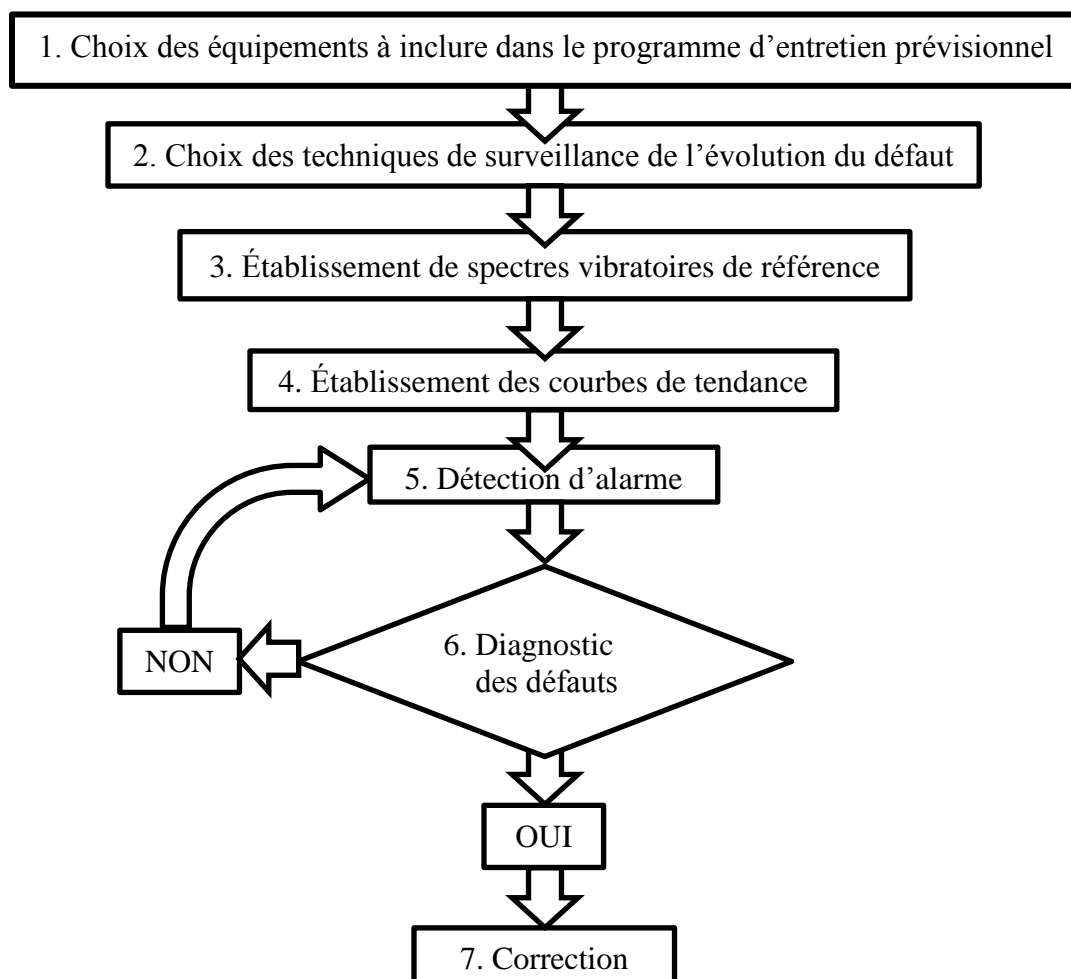 1. Choix des équipements à inclure dans le programme d’entretien prévisionnel
2. Choix des techniques de surveillance de l’évolution du défaut
3. Établissement de spectres vibratoires de référence
4. Établissement des courbes de tendance
5. Détection d’alarme
6. Diagnostic
des défauts
NON
OUI
7. Correction